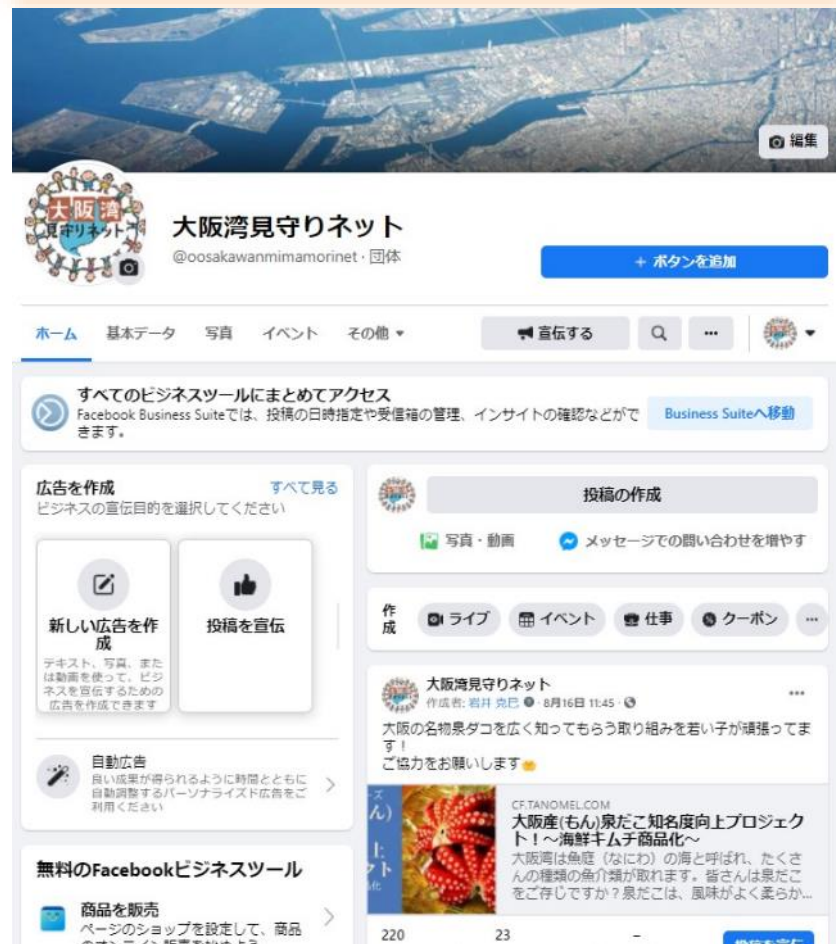 編集
大阪湾
見守りネット
大阪湾見守りネット
@oosakawanmimamorinet · 団体
+ ボタンを追加
ホーム 基本データ 写真 イベント その他
宣伝する
すべてのビジネスツールにまとめてアクセス
Facebook Business Suiteでは、投稿の日時指定や受信箱の管理、インサイトの確認などがで
きます。
Business Suiteへ移動
広告を作成 すべて見る
ビジネスの宣伝目的を選択してください
新しい広告を作
成
テキスト、写真、また
は動画を使って、ビジ
ネスを宣伝するための
広告を作成できます
投稿を宣伝
自動広告
良い成果が得られるように時間とともに
自動調整するパーソナライズド広告をご
利用ください
無料のFacebookビジネスツール
商品を販売
ページのショップを設定して、商品
のオンライン販売を始めよう
投稿の作成
写真・動画 メッセージでの問い合わせを増やす
作
成
ライブ イベント 仕事 クーポン ...
大阪湾見守りネット
作成者: 岩井 克巳 · 8月16日 11:45 ·
大阪の名物泉ダコを広く知ってもらう取り組みを若い子が頑張ってま
す!
ご協力をお願いします
CF.TANOMEL.COM
大阪産(もん)泉だこ知名度向上プロジェク
ト!~海鮮キムチ商品化~
大阪湾は魚庭(なにわ)の海と呼ばれ、たくさ
んの種類の魚介類が取れます。皆さんは泉だこ
をご存じですか?泉だこは、風味がよく柔らか...
220 23 –
投稿を宣伝